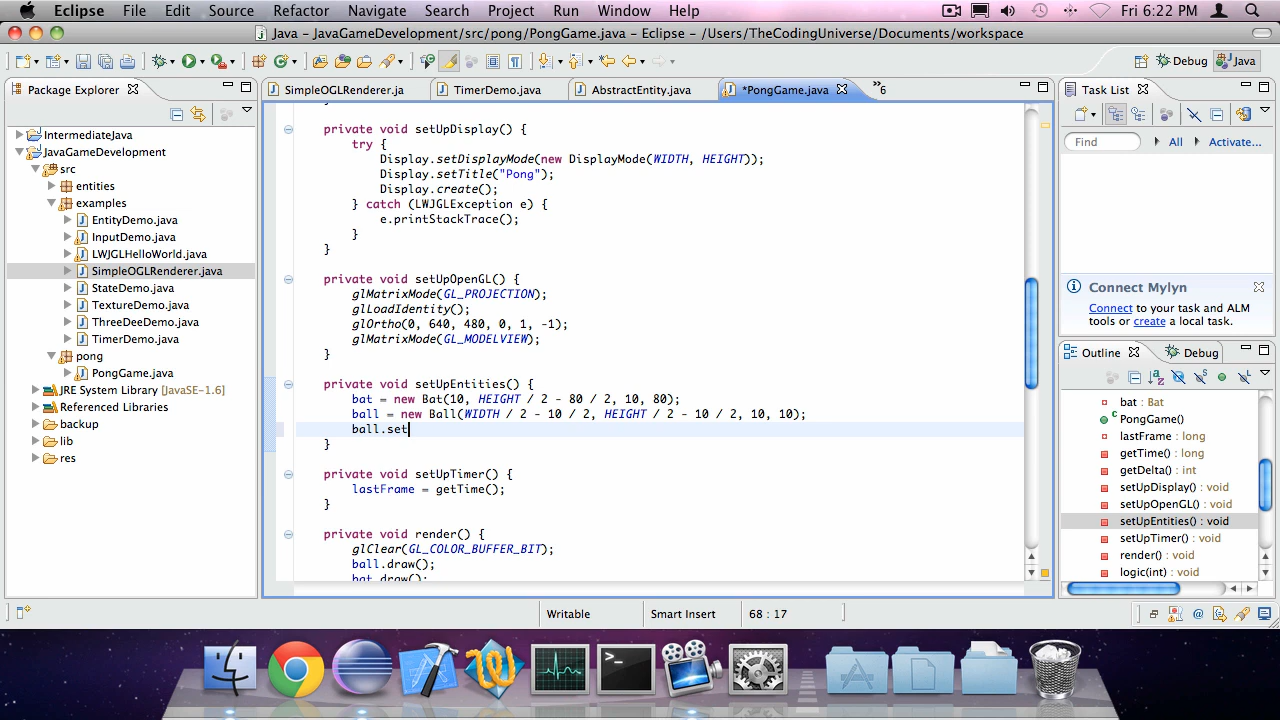 Eclipse File Edit Source Refactor Navigate Search Project Run Window Help Fri 6:22 PM
Java – JavaGameDevelopment/src/pong/PongGame.java – Eclipse – /Users/TheCodingUniverse/Documents/workspace
Debug Java
Package Explorer
SimpleOGLRenderer.ja TimerDemo.java AbstractEntity.java *PongGame.java »6
Task List
Find All Activate...
IntermediateJava
JavaGameDevelopment
src
entities
examples
EntityDemo.java
InputDemo.java
LWJGLHelloWorld.java
SimpleOGLRenderer.java
StateDemo.java
TextureDemo.java
ThreeDeeDemo.java
TimerDemo.java
pong
PongGame.java
JRE System Library [JavaSE-1.6]
Referenced Libraries
backup
lib
res
}
private void setUpDisplay() {
try {
Display.setDisplayMode(new DisplayMode(WIDTH, HEIGHT));
Display.setTitle("Pong");
Display.create();
} catch (LWJGLException e) {
e.printStackTrace();
}
}
private void setUpOpenGL() {
glMatrixMode(GL_PROJECTION);
glLoadIdentity();
glOrtho(0, 640, 480, 0, 1, -1);
glMatrixMode(GL_MODELVIEW);
}
private void setUpEntities() {
bat = new Bat(10, HEIGHT / 2 - 80 / 2, 10, 80);
ball = new Ball(WIDTH / 2 - 10 / 2, HEIGHT / 2 - 10 / 2, 10, 10);
ball.set
}
private void setUpTimer() {
lastFrame = getTime();
}
private void render() {
glClear(GL_COLOR_BUFFER_BIT);
ball.draw();
bat.draw();
Connect Mylyn
Connect to your task and ALM
tools or create a local task.
Outline Debug
bat : Bat
PongGame()
lastFrame : long
getTime() : long
getDelta() : int
setUpDisplay() : void
setUpOpenGL() : void
setUpEntities() : void
setUpTimer() : void
render() : void
logic(int) : void
Writable Smart Insert 68 : 17